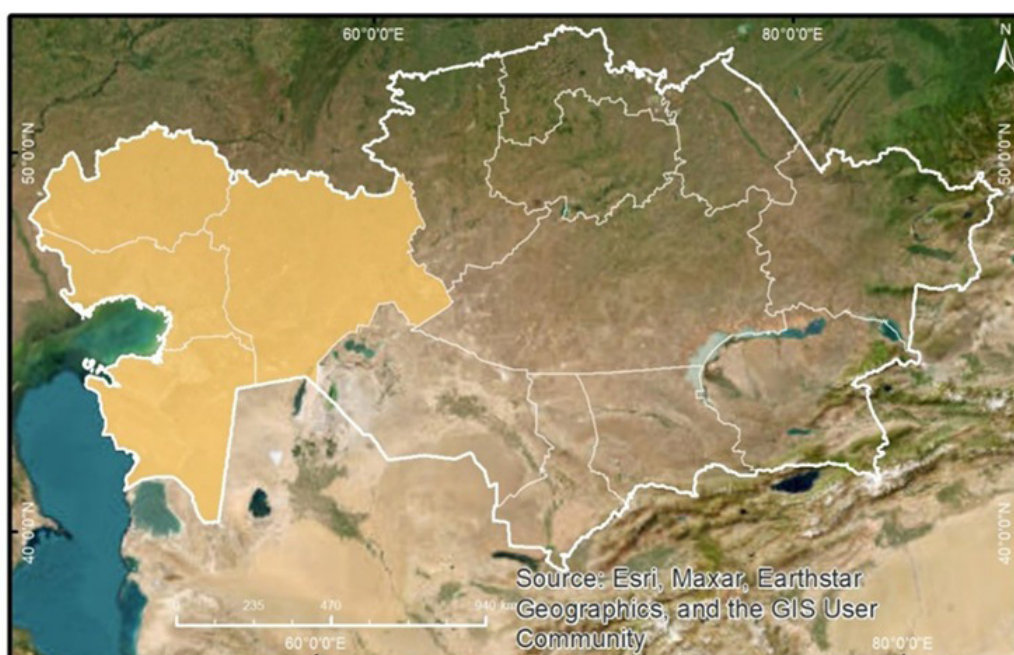 60°0'0"E
80°0'0"E
N
50°0'0"N
50°0'0"N
40°0'0"N
40°0'0"N
Source: Esri, Maxar, Earthstar
Geographics, and the GIS User
Community
0 235 470 940 km
60°0'0"E
80°0'0"E